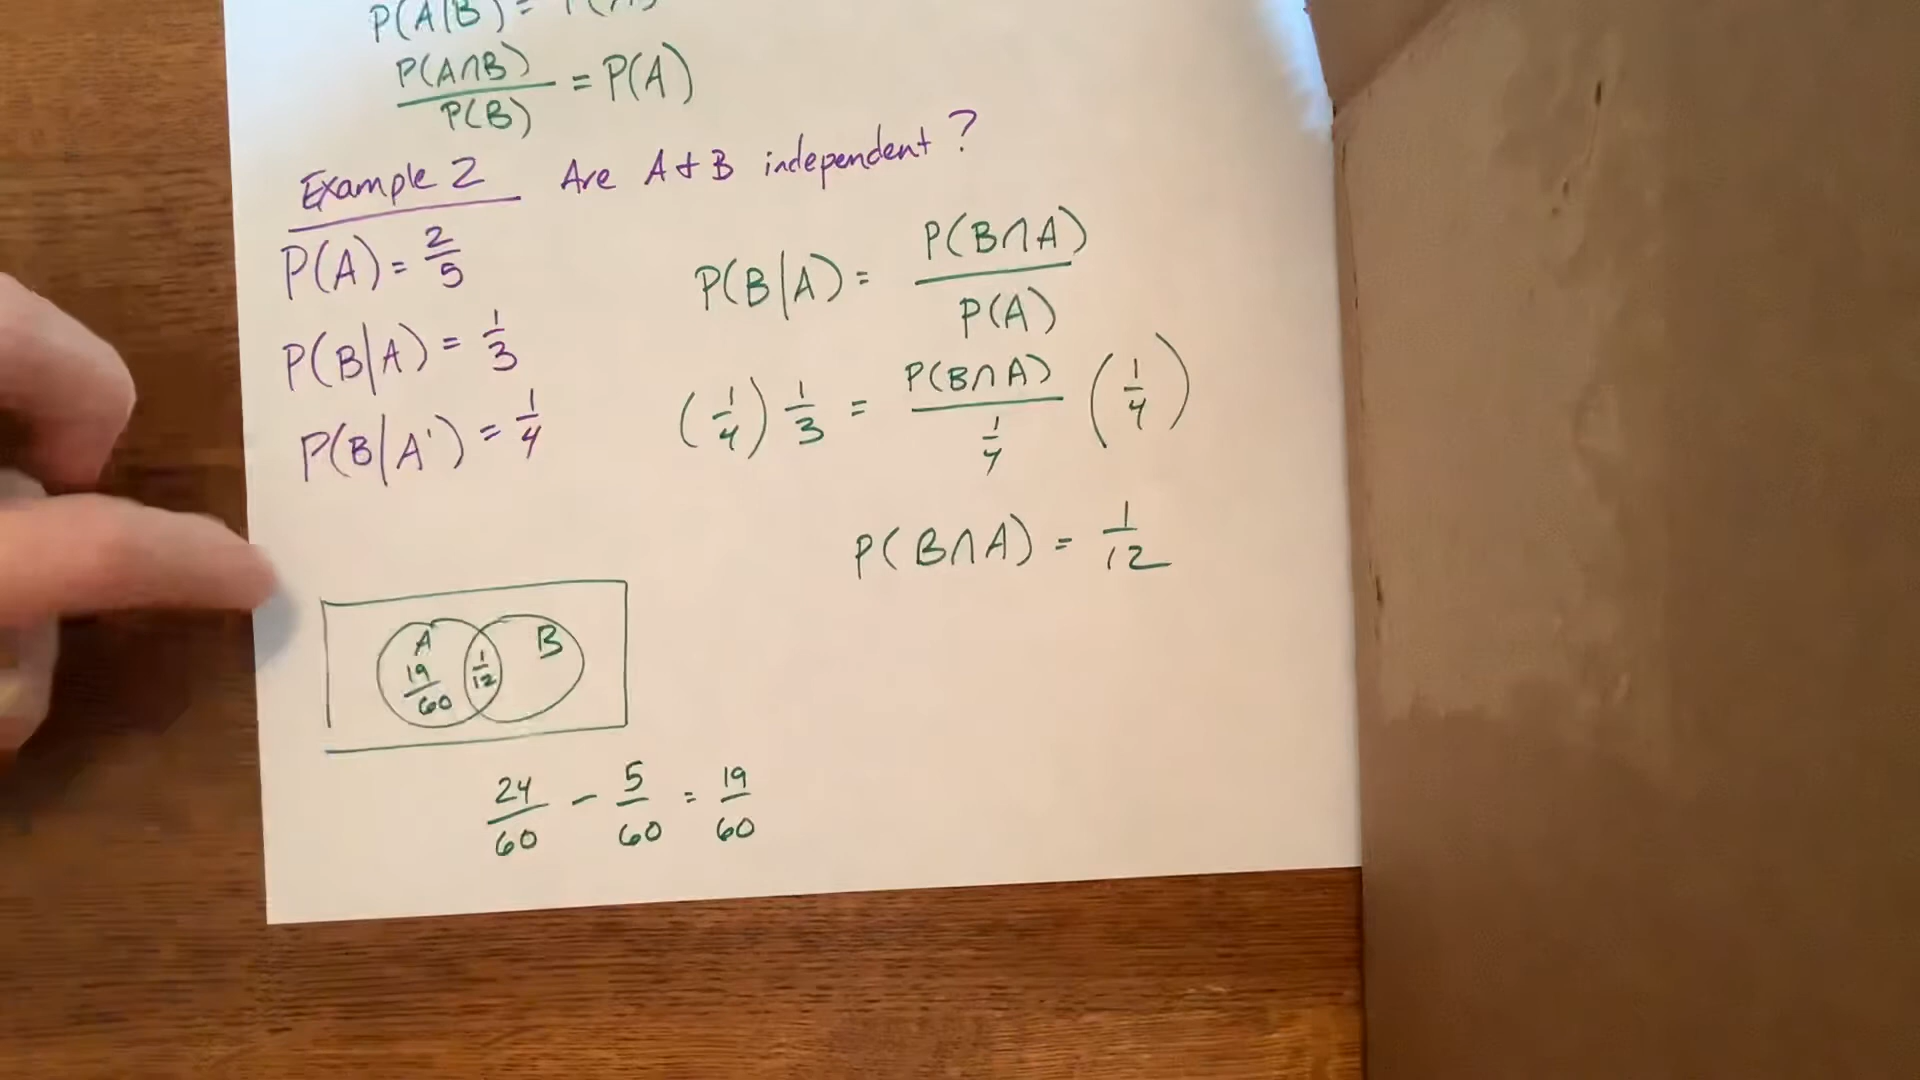 P(A|B) = P(A)
P(A∩B)/P(B) = P(A)
Example 2 Are A + B independent?
P(A) = 2/5
P(B|A) = 1/3
P(B|A') = 1/4
P(B|A) = P(B∩A)/P(A)
(1/4) 1/3 = P(B∩A)/(1/4) (1/4)
P(B∩A) = 1/12
A B
19/60 1/12
24/60 - 5/60 = 19/60